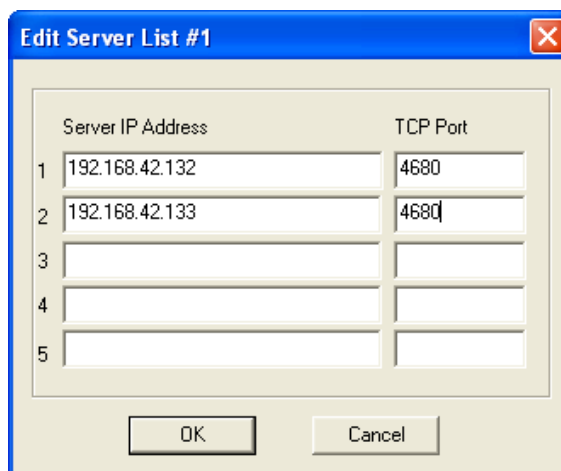 Edit Server List #1
Server IP Address TCP Port
1 192.168.42.132 4680
2 192.168.42.133 4680
3
4
5
OK Cancel